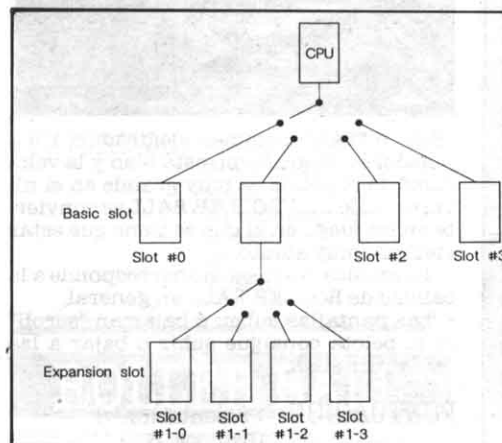 CPU
Basic slot
Slot #0
Slot #2
Slot #3
Expansion slot
Slot #1-0
Slot #1-1
Slot #1-2
Slot #1-3